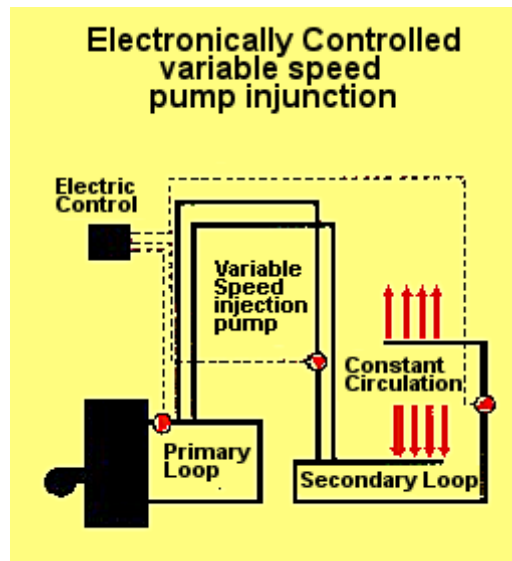 Electronically Controlled
variable speed
pump injunction
Electric
Control
Variable
Speed
injection
pump
Constant
Circulation
Primary
Loop
Secondary Loop